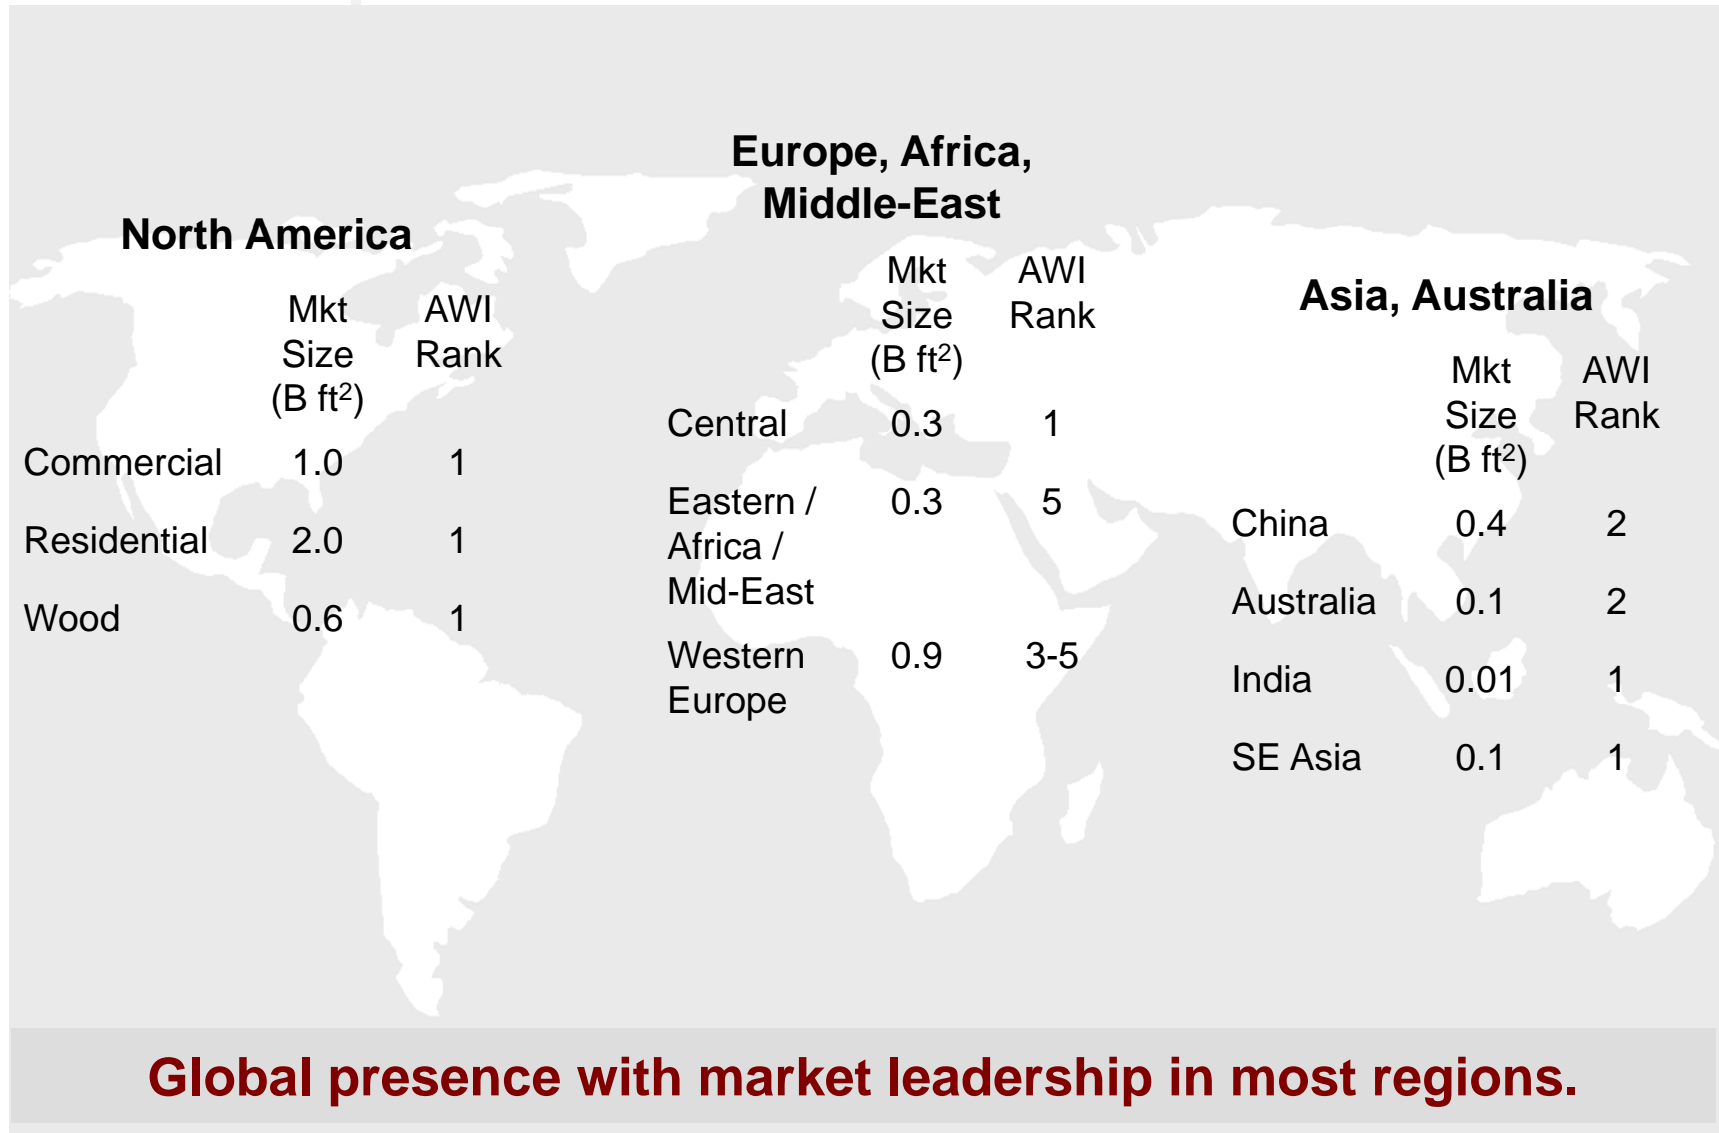 North America
Mkt Size (B ft²) AWI Rank
Commercial 1.0 1
Residential 2.0 1
Wood 0.6 1
Europe, Africa,
Middle-East
Mkt Size (B ft²) AWI Rank
Central 0.3 1
Eastern / Africa / Mid-East 0.3 5
Western Europe 0.9 3-5
Asia, Australia
Mkt Size (B ft²) AWI Rank
China 0.4 2
Australia 0.1 2
India 0.01 1
SE Asia 0.1 1
Global presence with market leadership in most regions.